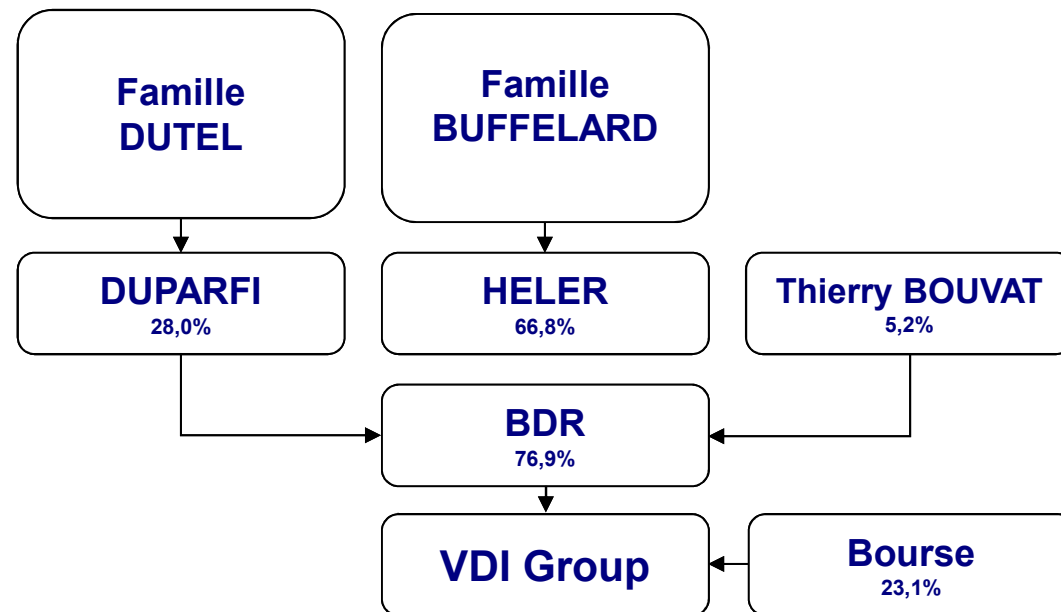 Famille
DUTEL
Famille
BUFFELARD
DUPARFI
28,0%
HELER
66,8%
Thierry BOUVAT
5,2%
BDR
76,9%
VDI Group
Bourse
23,1%